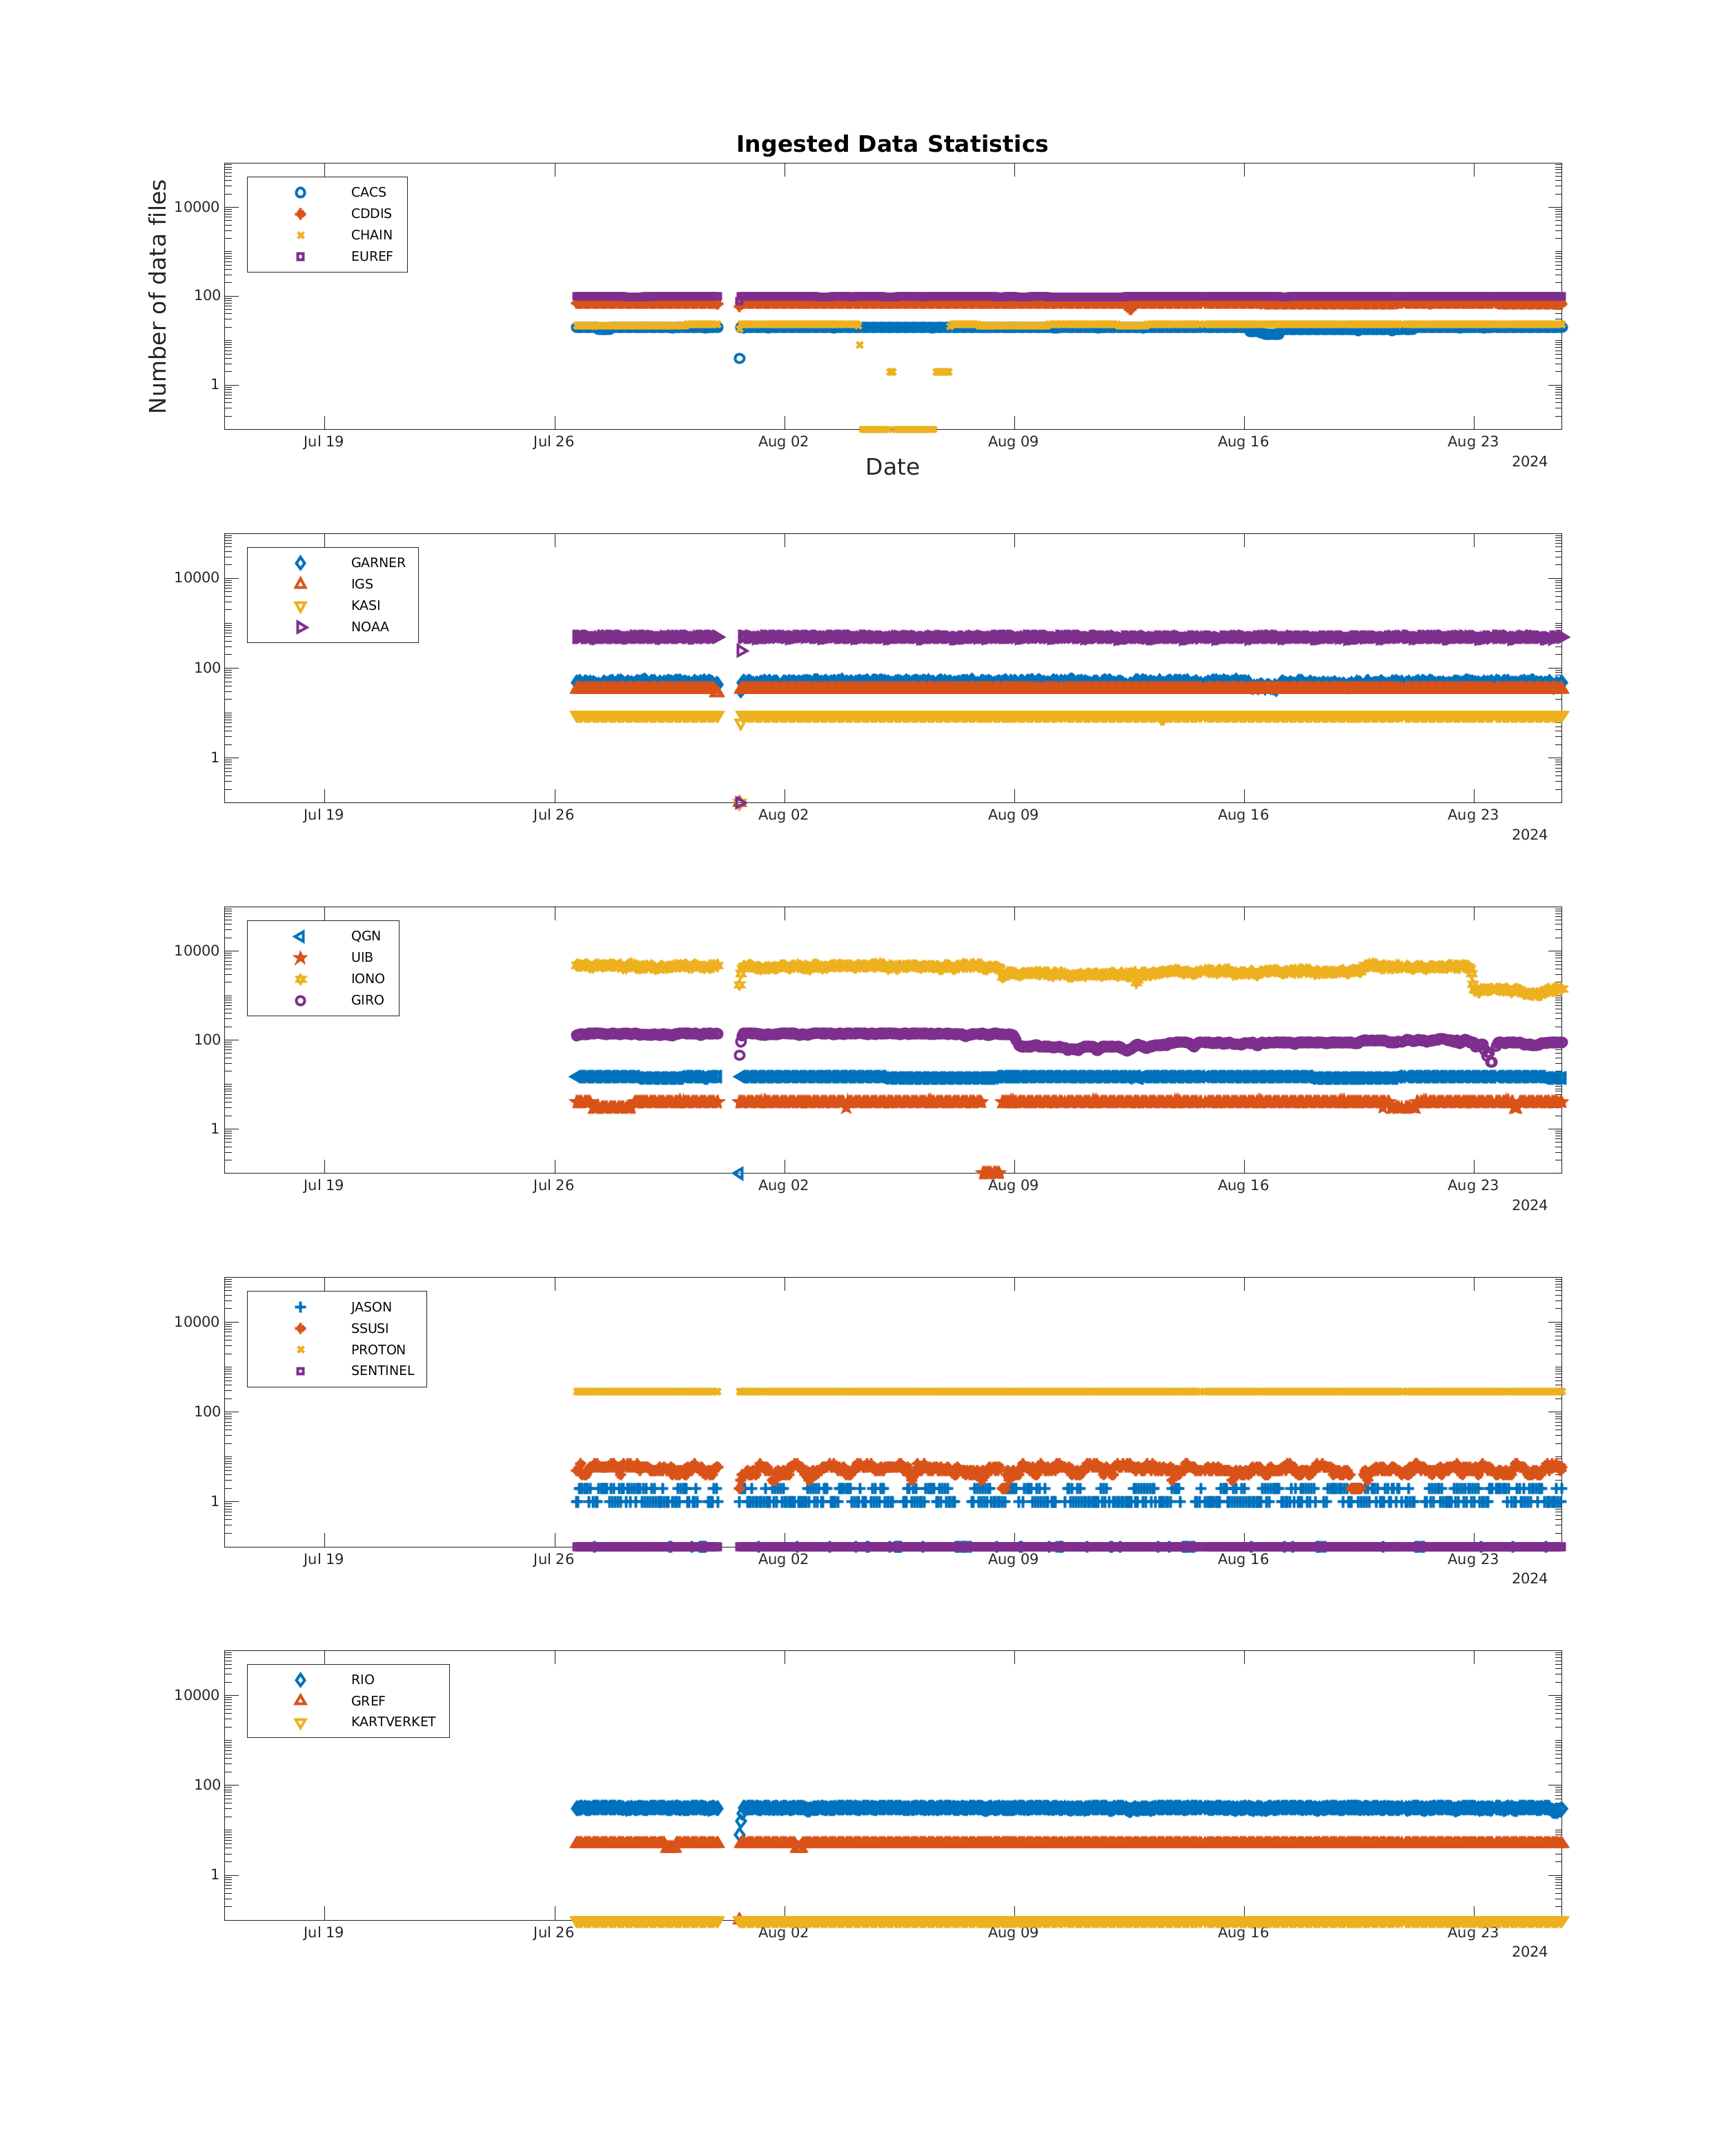 Ingested Data Statistics
Number of data files
CACS
CDDIS
CHAIN
EUREF
10000
100
1
Jul 19 Jul 26 Aug 02 Aug 09 Aug 16 Aug 23
2024
Date
GARNER
IGS
KASI
NOAA
10000
100
1
Jul 19 Jul 26 Aug 02 Aug 09 Aug 16 Aug 23
2024
QGN
UIB
IONO
GIRO
10000
100
1
Jul 19 Jul 26 Aug 02 Aug 09 Aug 16 Aug 23
2024
JASON
SSUSI
PROTON
SENTINEL
10000
100
1
Jul 19 Jul 26 Aug 02 Aug 09 Aug 16 Aug 23
2024
RIO
GREF
KARTVERKET
10000
100
1
Jul 19 Jul 26 Aug 02 Aug 09 Aug 16 Aug 23
2024